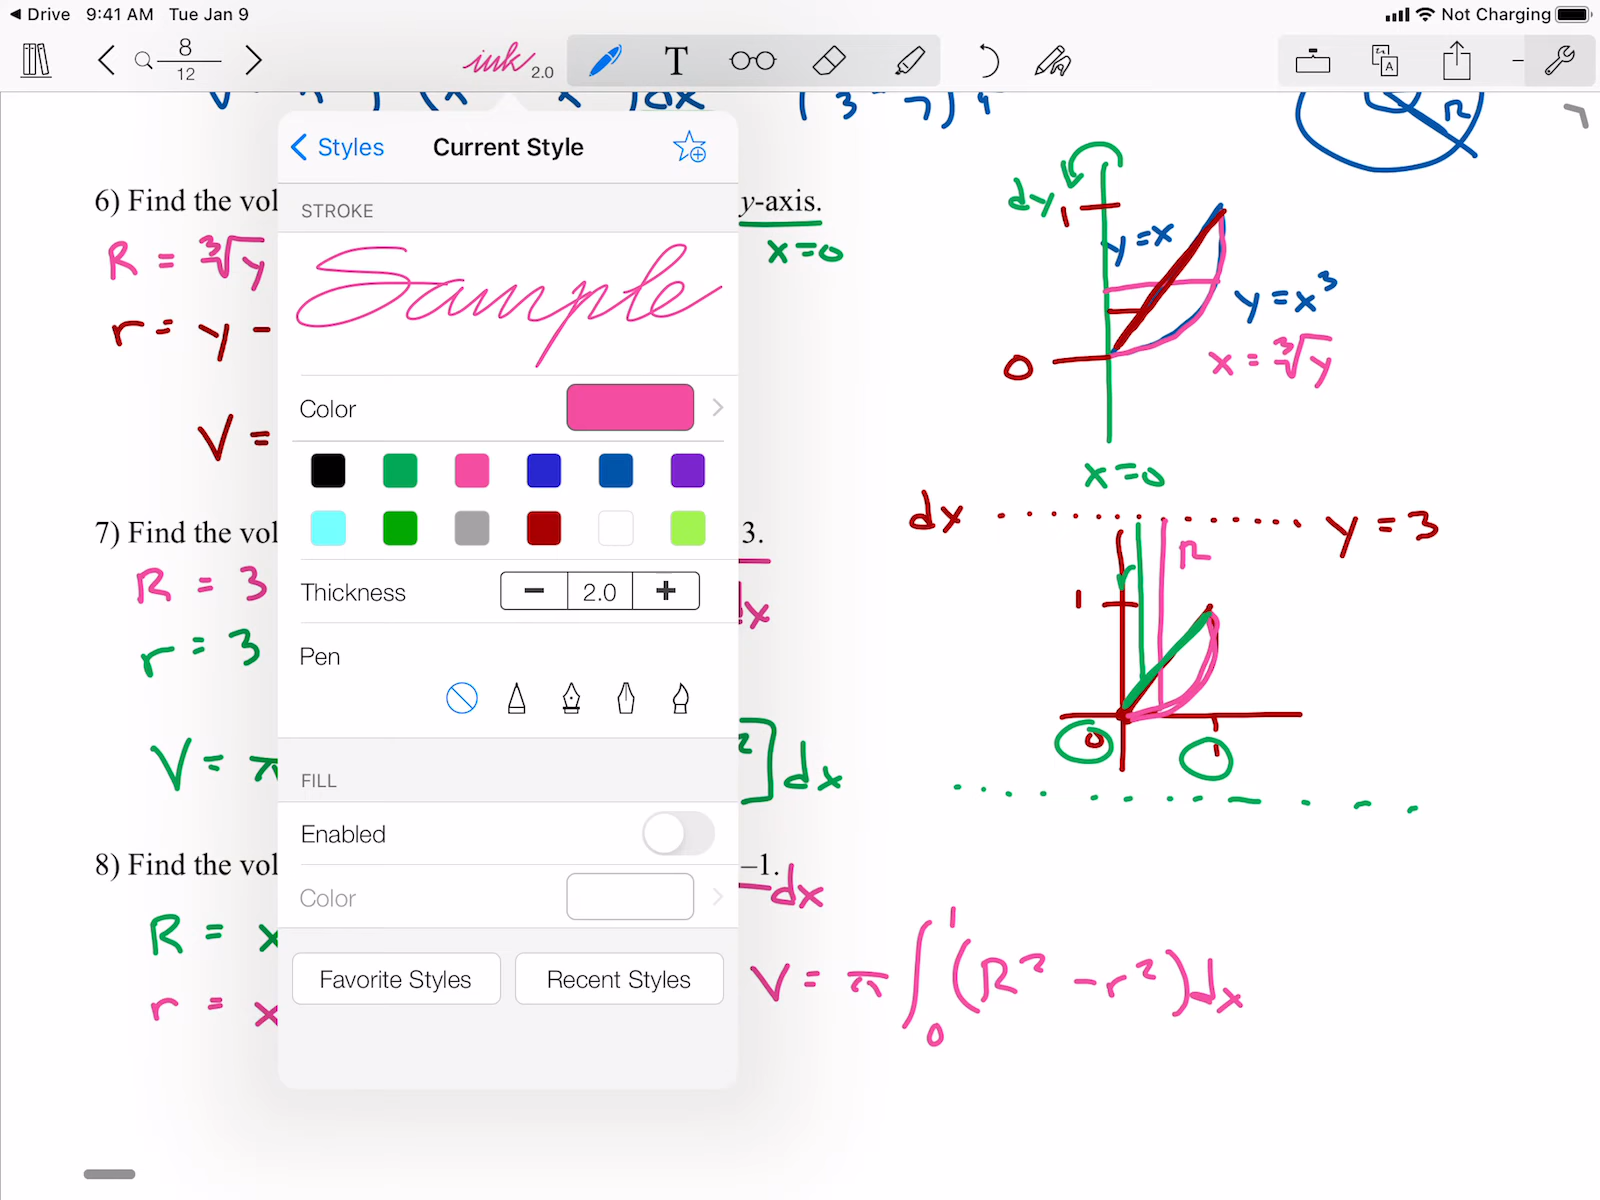 Drive 9:41 AM Tue Jan 9 Not Charging
8
12
ink 2.0 T
Styles Current Style
STROKE
Sample
Color
Thickness − 2.0 +
Pen
FILL
Enabled
Color
Favorite Styles Recent Styles
6) Find the vol y-axis.
R = ∛y x=0
r = y -
V =
dy 1
y=x
y=x³
x=∛y
0
x=0
7) Find the vol 3.
R = 3 x
r = 3
V = π ²]dx
dx y=3
r R
1
0 1
8) Find the vol –1.
dx
R = x
r = x
V = π∫₀¹(R² - r²)dx